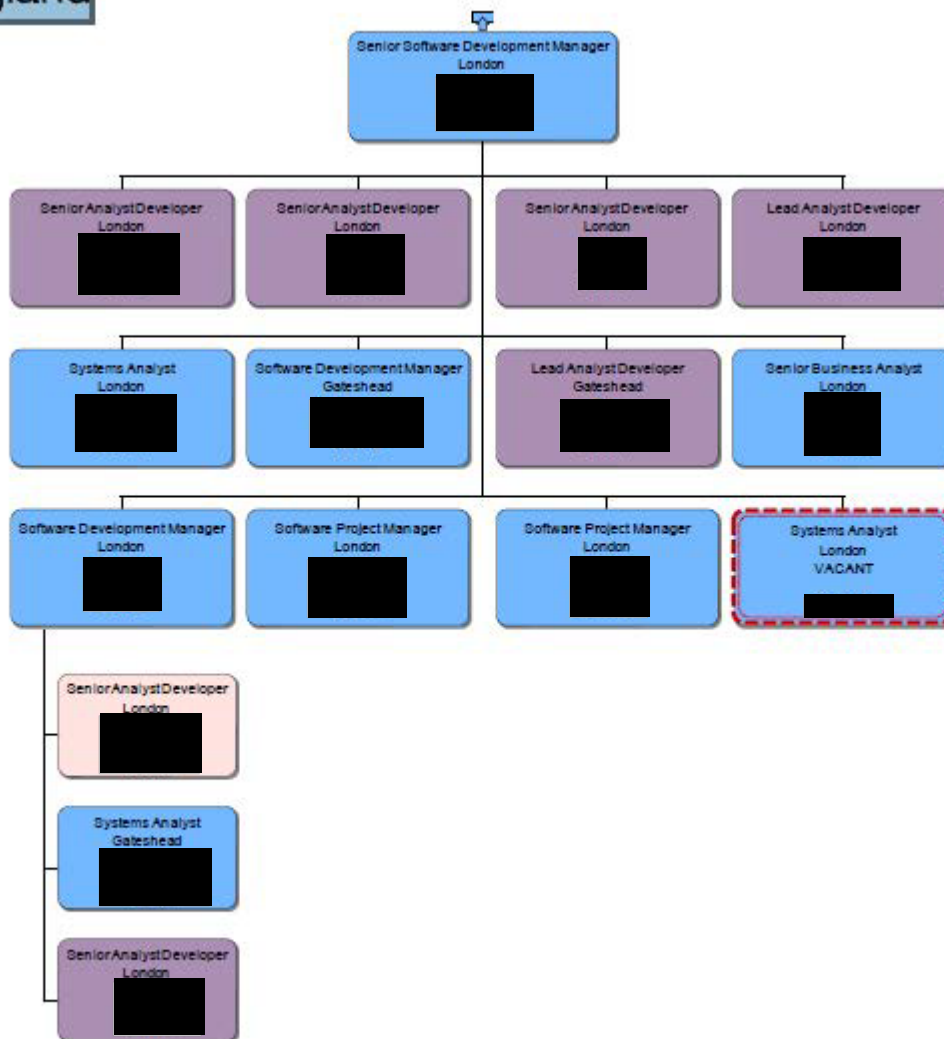 Senior Software Development Manager
London
Senior Analyst Developer
London
Senior Analyst Developer
London
Senior Analyst Developer
London
Lead Analyst Developer
London
Systems Analyst
London
Software Development Manager
Gateshead
Lead Analyst Developer
Gateshead
Senior Business Analyst
London
Software Development Manager
London
Software Project Manager
London
Software Project Manager
London
Systems Analyst
London
VACANT
Senior Analyst Developer
London
Systems Analyst
Gateshead
Senior Analyst Developer
London